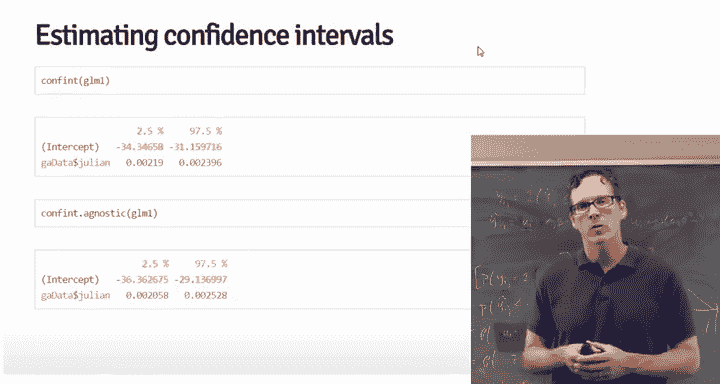 Estimating confidence intervals
confint(glm1)
2.5 % 97.5 %
(Intercept) -34.34658 -31.159716
gaData$julian 0.00219 0.002396
confint.agnostic(glm1)
2.5 % 97.5 %
(Intercept) -36.362675 -29.136997
gaData$julian 0.002058 0.002528